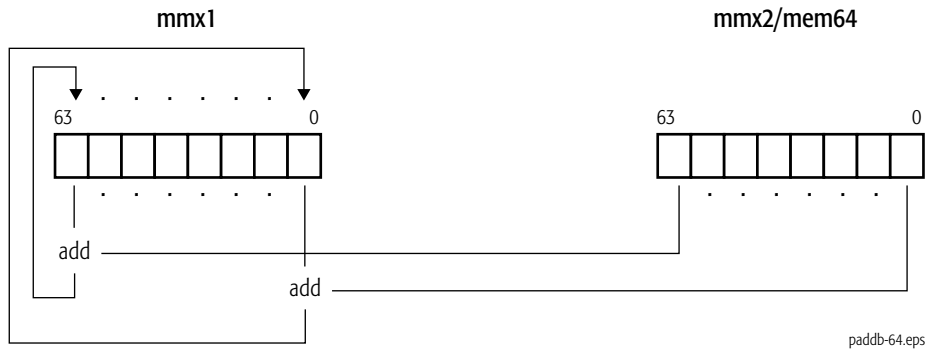 mmx1 mmx2/mem64
. . . . . .
63 0 63 0
. . . . . . . . . . . .
add
add
paddb-64.eps